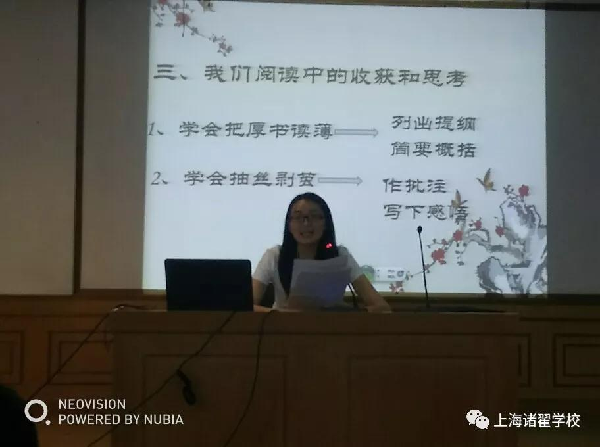 三、我们阅读中的收获和思考
1、学会把厚书读薄
列出提纲
简要概括
2、学会抽丝剥茧
作批注
写下感悟
NEOVISION
POWERED BY NUBIA
上海诸翟学校